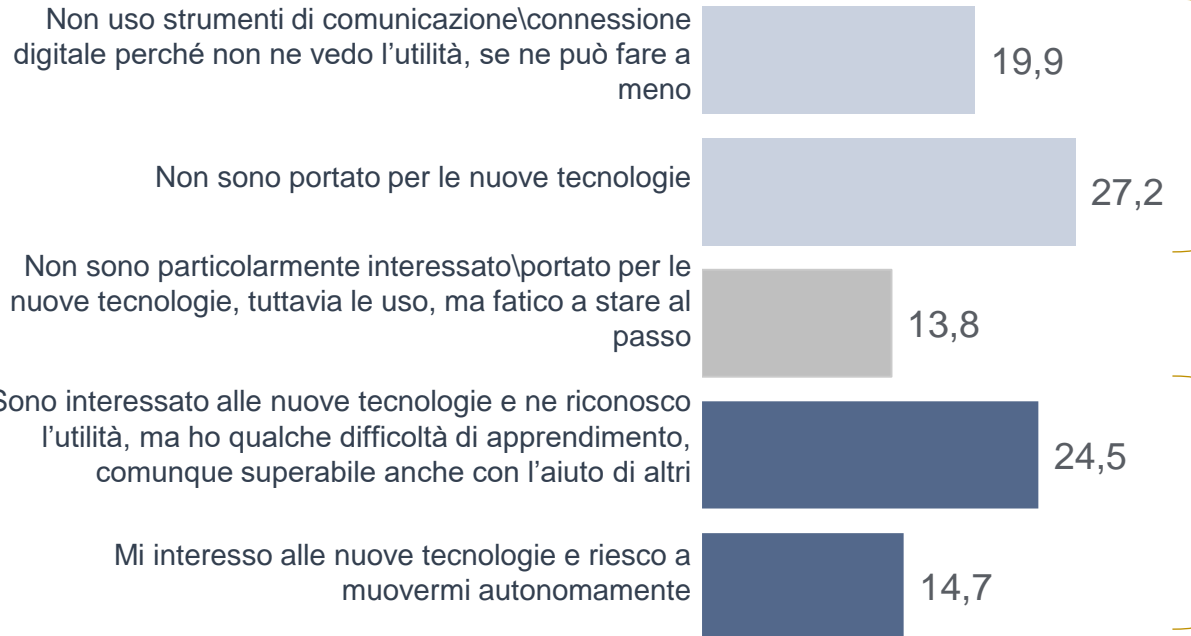 Non uso strumenti di comunicazione\connessione
digitale perché non ne vedo l’utilità, se ne può fare a
meno
19,9
Non sono portato per le nuove tecnologie
27,2
Non sono particolarmente interessato\portato per le
nuove tecnologie, tuttavia le uso, ma fatico a stare al
passo
13,8
Sono interessato alle nuove tecnologie e ne riconosco
l’utilità, ma ho qualche difficoltà di apprendimento,
comunque superabile anche con l’aiuto di altri
24,5
Mi interesso alle nuove tecnologie e riesco a
muovermi autonomamente
14,7